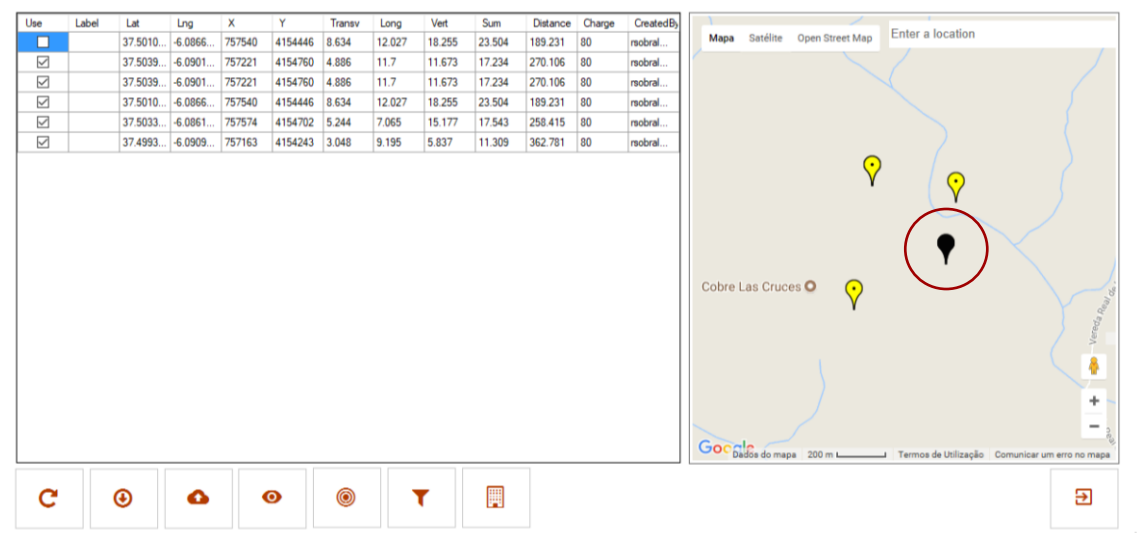 Use Label Lat Lng X Y Transv Long Vert Sum Distance Charge CreatedBy
37.5010... -6.0866... 757540 4154446 8.634 12.027 18.255 23.504 189.231 80 rsobral...
37.5039... -6.0901... 757221 4154760 4.886 11.7 11.673 17.234 270.106 80 rsobral...
37.5039... -6.0901... 757221 4154760 4.886 11.7 11.673 17.234 270.106 80 rsobral...
37.5010... -6.0866... 757540 4154446 8.634 12.027 18.255 23.504 189.231 80 rsobral...
37.5033... -6.0861... 757574 4154702 5.244 7.065 15.177 17.543 258.415 80 rsobral...
37.4993... -6.0909... 757163 4154243 3.048 9.195 5.837 11.309 362.781 80 rsobral...
Mapa Satélite Open Street Map Enter a location
Cobre Las Cruces
Vereda Real de
Google
Dados do mapa 200 m Termos de Utilização Comunicar um erro no mapa